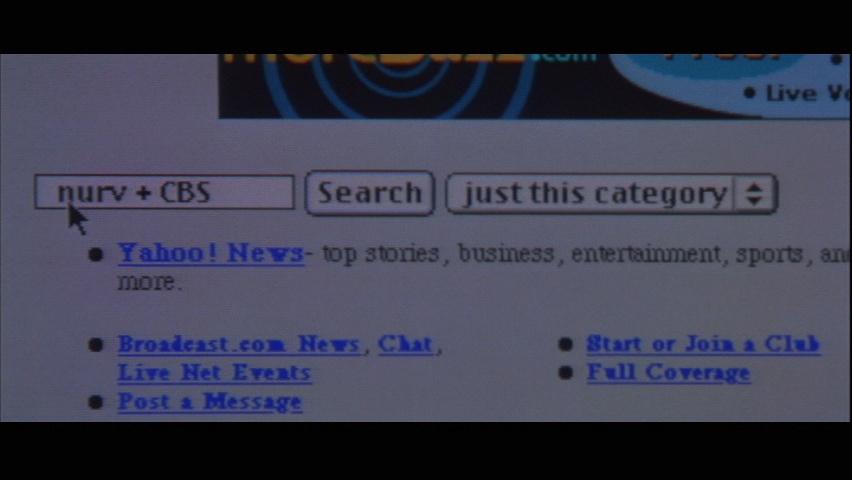 .com
• Live
nurv + CBS Search just this category
• Yahoo! News- top stories, business, entertainment, sports, and
more.
• Broadcast.com News, Chat, • Start or Join a Club
Live Net Events • Full Coverage
• Post a Message